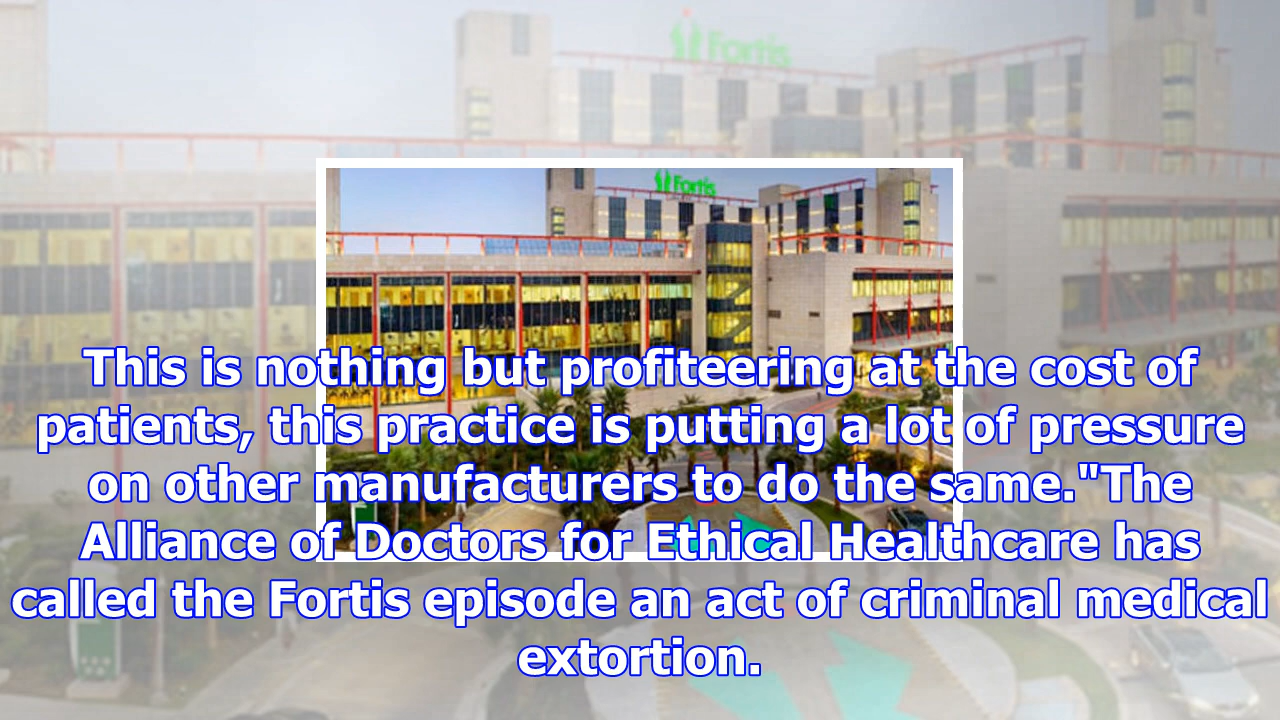 Fortis
Fortis
This is nothing but profiteering at the cost of
patients, this practice is putting a lot of pressure
on other manufacturers to do the same."The
Alliance of Doctors for Ethical Healthcare has
called the Fortis episode an act of criminal medical
extortion.